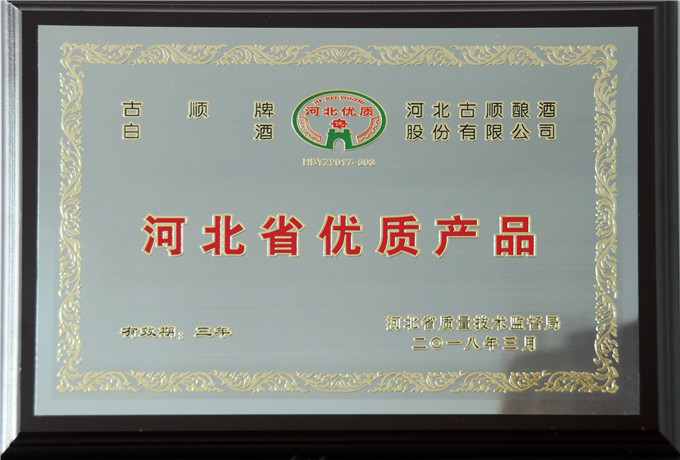 古顺牌
白酒
河北优质
HBYZP017-303
河北古顺酿酒
股份有限公司
河北省优质产品
有效期：三年
河北省质量技术监督局
二〇一八年三月